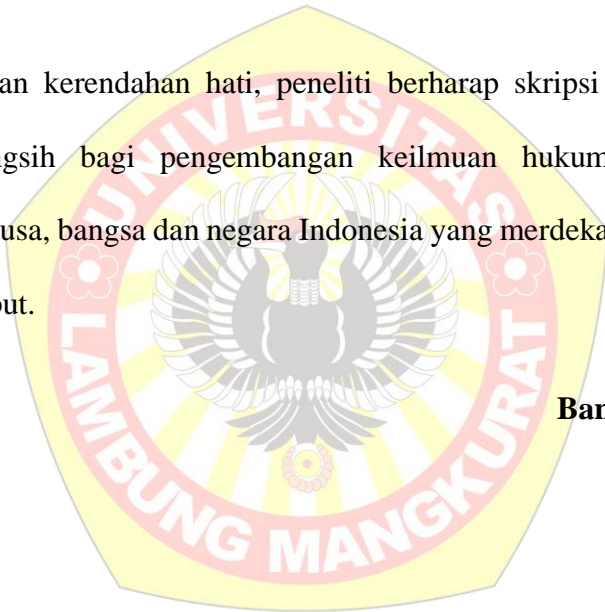 an kerendahan hati, peneliti berharap skripsi
ngsih bagi pengembangan keilmuan hukum
usa, bangsa dan negara Indonesia yang merdeka
out.
Ban
UNIVERSITAS
LAMBUNG MANGKURAT